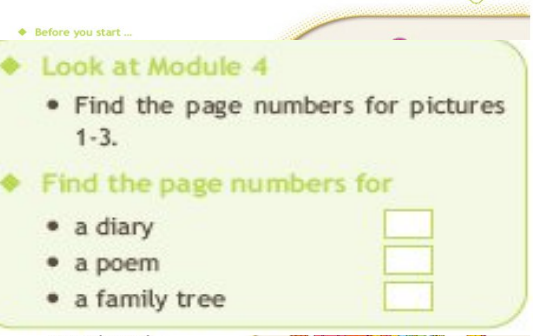 ◆ Before you start …
◆ Look at Module 4
• Find the page numbers for pictures
1-3.
◆ Find the page numbers for
• a diary
• a poem
• a family tree